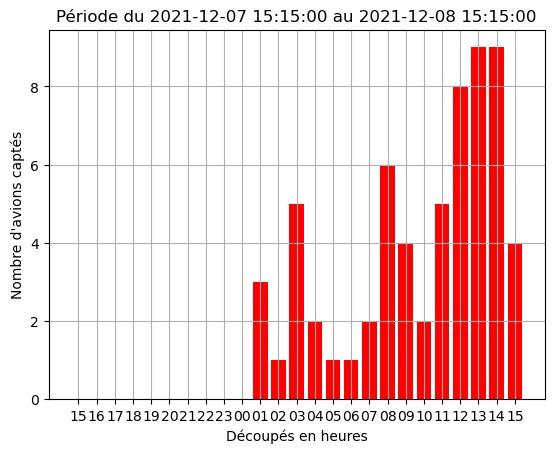 Période du 2021-12-07 15:15:00 au 2021-12-08 15:15:00
Nombre d'avions captés
8
6
4
2
0
15 16 17 18 19 20 21 22 23 00 01 02 03 04 05 06 07 08 09 10 11 12 13 14 15
Découpés en heures